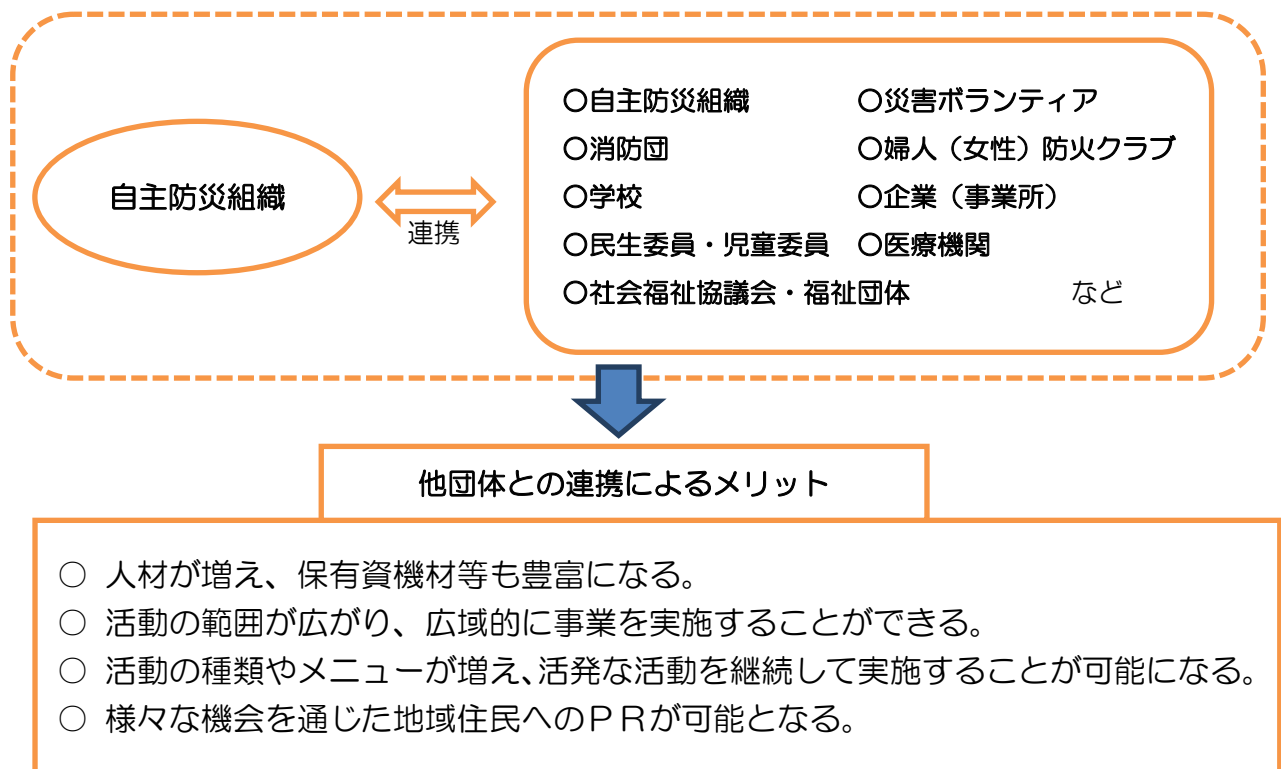 自主防災組織
連携
○自主防災組織 ○災害ボランティア
○消防団 ○婦人（女性）防火クラブ
○学校 ○企業（事業所）
○民生委員・児童委員 ○医療機関
○社会福祉協議会・福祉団体 など
他団体との連携によるメリット
○ 人材が増え、保有資機材等も豊富になる。
○ 活動の範囲が広がり、広域的に事業を実施することができる。
○ 活動の種類やメニューが増え、活発な活動を継続して実施することが可能になる。
○ 様々な機会を通じた地域住民へのＰＲが可能となる。